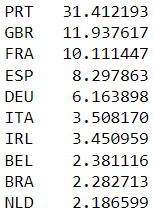 PRT 31.412193
GBR 11.937617
FRA 10.111447
ESP 8.297863
DEU 6.163898
ITA 3.508170
IRL 3.450959
BEL 2.381116
BRA 2.282713
NLD 2.186599